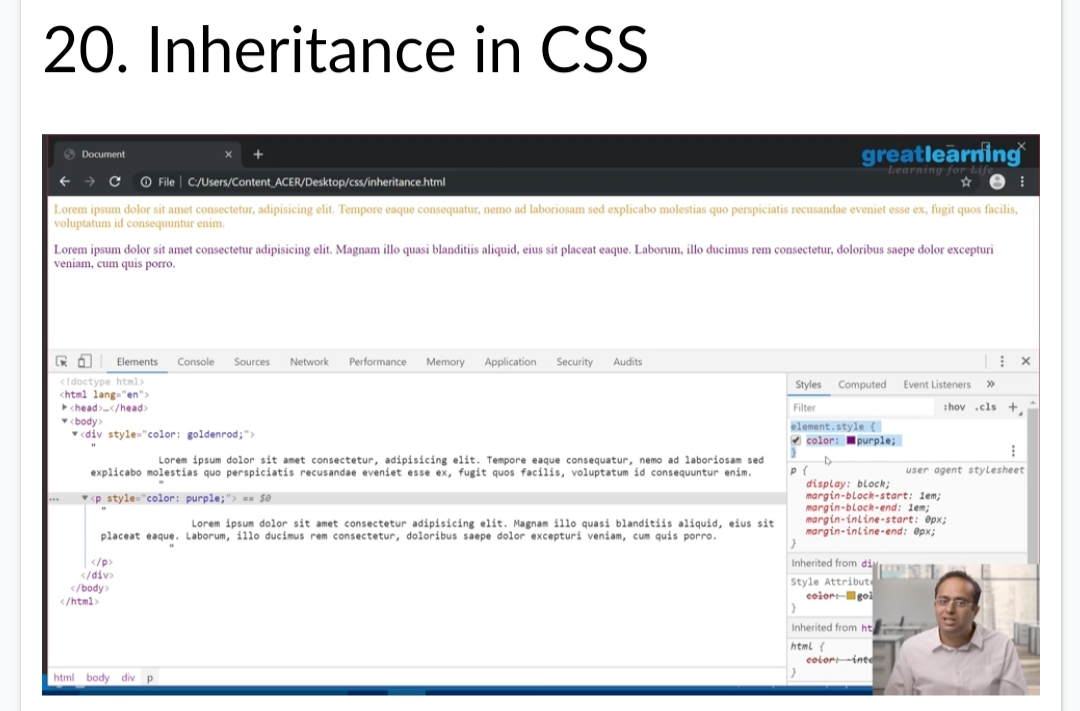 20. Inheritance in CSS
Document
greatlearning
Learning for Life
File | C:/Users/Content_ACER/Desktop/css/inheritance.html
Lorem ipsum dolor sit amet consectetur, adipisicing elit. Tempore eaque consequatur, nemo ad laboriosam sed explicabo molestias quo perspiciatis recusandae eveniet esse ex, fugit quos facilis,
voluptatum id consequuntur enim.
Lorem ipsum dolor sit amet consectetur adipisicing elit. Magnam illo quasi blanditiis aliquid, eius sit placeat eaque. Laborum, illo ducimus rem consectetur, doloribus saepe dolor excepturi
veniam, cum quis porro.
Elements Console Sources Network Performance Memory Application Security Audits
<!doctype html>
<html lang="en">
<head>…</head>
<body>
<div style="color: goldenrod;">
"
Lorem ipsum dolor sit amet consectetur, adipisicing elit. Tempore eaque consequatur, nemo ad laboriosam sed
explicabo molestias quo perspiciatis recusandae eveniet esse ex, fugit quos facilis, voluptatum id consequuntur enim.
"
... <p style="color: purple;"> == $0
"
Lorem ipsum dolor sit amet consectetur adipisicing elit. Magnam illo quasi blanditiis aliquid, eius sit
placeat eaque. Laborum, illo ducimus rem consectetur, doloribus saepe dolor excepturi veniam, cum quis porro.
"
</p>
</div>
</body>
</html>
html body div p
Styles Computed Event Listeners »
Filter :hov .cls +
element.style {
color: purple;
}
p { user agent stylesheet
display: block;
margin-block-start: 1em;
margin-block-end: 1em;
margin-inline-start: 0px;
margin-inline-end: 0px;
}
Inherited from div
Style Attribut
color: gol
}
Inherited from ht
html {
color: -inte
}